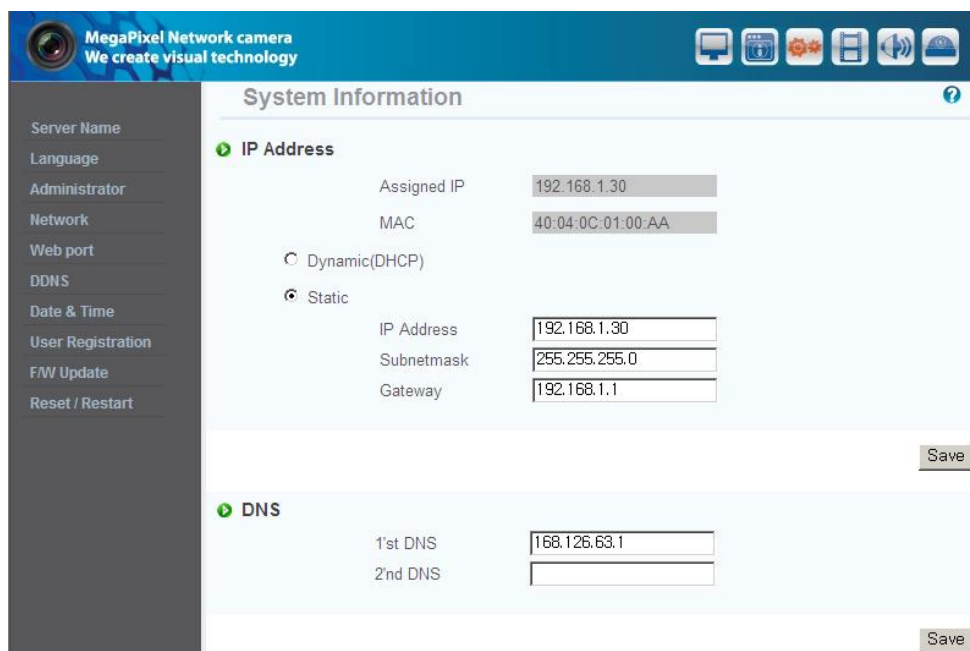 MegaPixel Network camera
We create visual technology
System Information
Server Name
Language
Administrator
Network
Web port
DDNS
Date & Time
User Registration
F/W Update
Reset / Restart
IP Address
Assigned IP 192.168.1.30
MAC 40:04:0C:01:00:AA
Dynamic(DHCP)
Static
IP Address 192.168.1.30
Subnetmask 255.255.255.0
Gateway 192.168.1.1
Save
DNS
1'st DNS 168.126.63.1
2'nd DNS
Save